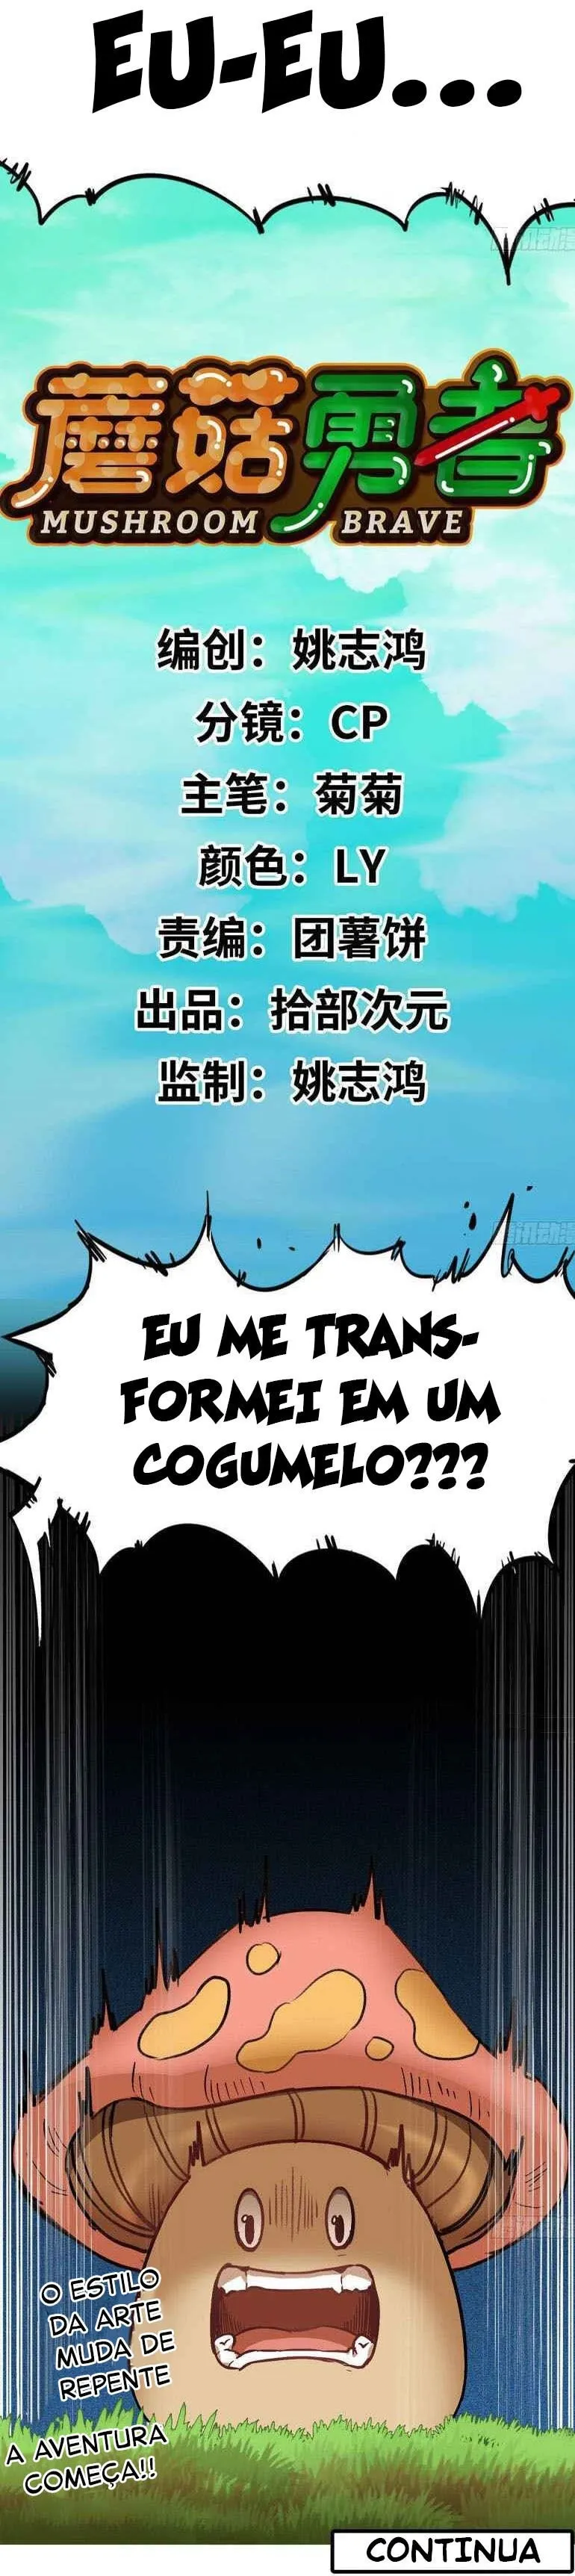 EU-EU...
蘑菇勇者
MUSHROOM BRAVE
编创：姚志鸿
分镜：CP
主笔：菊菊
颜色：LY
责编：团薯饼
出品：拾部次元
监制：姚志鸿
EU ME TRANS-
FORMEI EM UM
COGUMELO???
O ESTILO
DA ARTE
MUDA DE
REPENTE
A AVENTURA
COMEÇA!!
CONTINUA